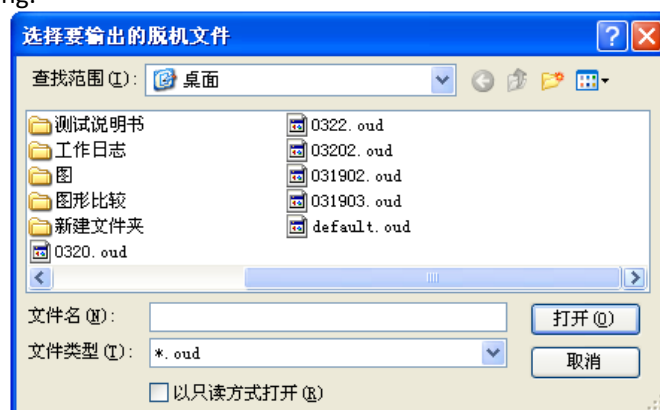 ng.
选择要输出的脱机文件
查找范围(I): 桌面
测试说明书
工作日志
图
图形比较
新建文件夹
0320.oud
0322.oud
03202.oud
031902.oud
031903.oud
default.oud
文件名(N):
打开(O)
文件类型(T): *.oud
取消
以只读方式打开(R)